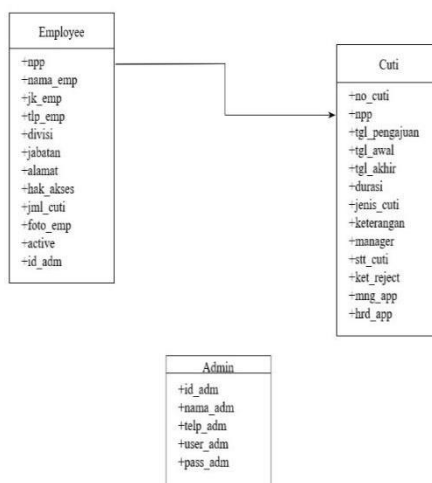 Employee
+npp
+nama_emp
+jk_emp
+tlp_emp
+divisi
+jabatan
+alamat
+hak_akses
+jml_cuti
+foto_emp
+active
+id_adm
Cuti
+no_cuti
+npp
+tgl_pengajuan
+tgl_awal
+tgl_akhir
+durasi
+jenis_cuti
+keterangan
+manager
+stt_cuti
+ket_reject
+mng_app
+hrd_app
Admin
+id_adm
+nama_adm
+telp_adm
+user_adm
+pass_adm